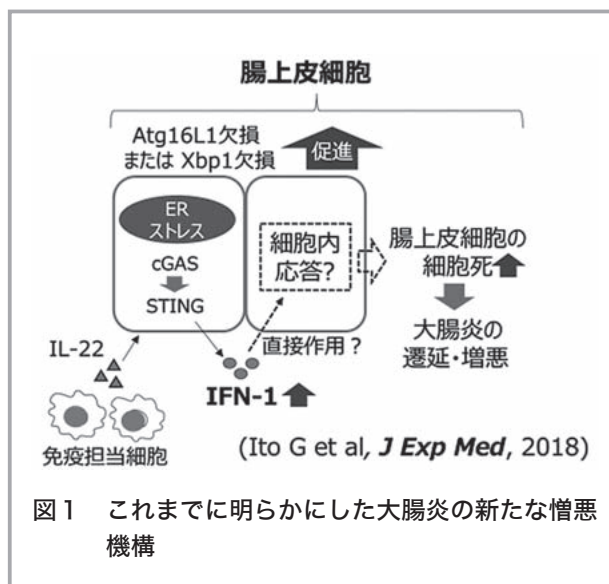 腸上皮細胞
Atg16L1欠損
または Xbp1欠損
促進
ER
ストレス
cGAS
STING
細胞内
応答?
腸上皮細胞の
細胞死
大腸炎の
遷延・増悪
IL-22
直接作用？
IFN-1
免疫担当細胞
(Ito G et al, J Exp Med, 2018)
図1　これまでに明らかにした大腸炎の新たな憎悪
機構